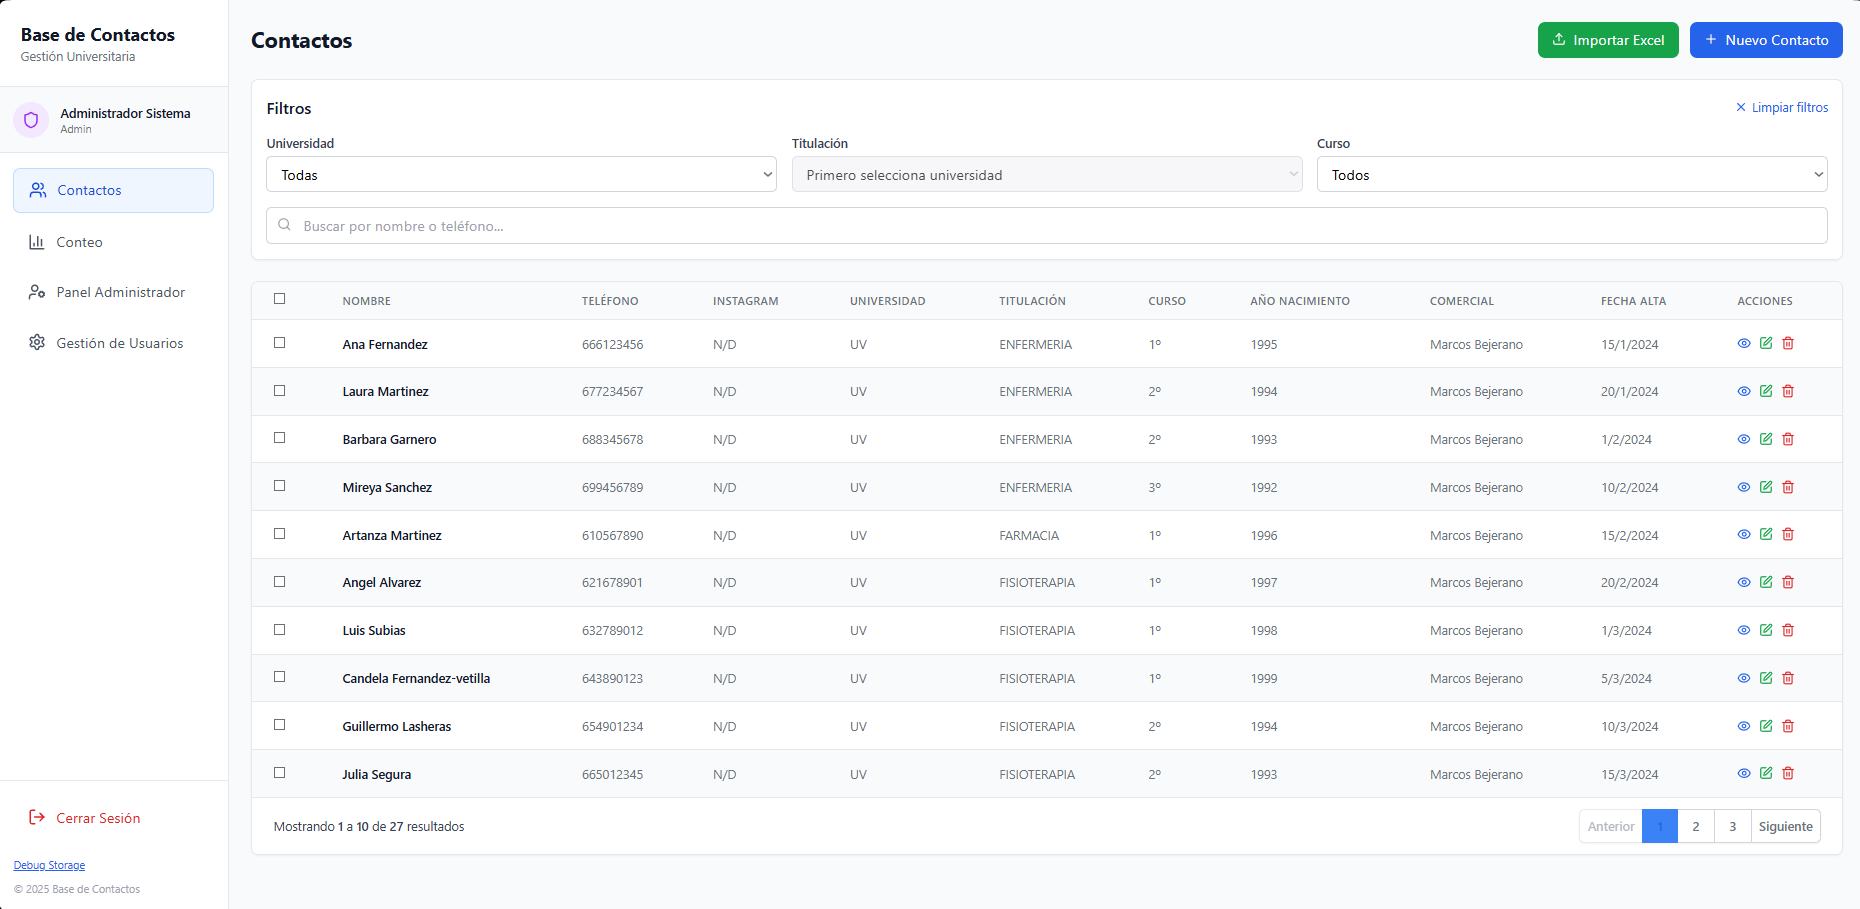 Base de Contactos
Gestión Universitaria
Administrador Sistema
Admin
Contactos
Conteo
Panel Administrador
Gestión de Usuarios
Cerrar Sesión
Debug Storage
© 2025 Base de Contactos
Contactos
Importar Excel
+ Nuevo Contacto
Filtros
× Limpiar filtros
Universidad Titulación Curso
Todas Primero selecciona universidad Todos
Buscar por nombre o teléfono...
NOMBRE TELÉFONO INSTAGRAM UNIVERSIDAD TITULACIÓN CURSO AÑO NACIMIENTO COMERCIAL FECHA ALTA ACCIONES
Ana Fernandez 666123456 N/D UV ENFERMERIA 1º 1995 Marcos Bejerano 15/1/2024
Laura Martinez 677234567 N/D UV ENFERMERIA 2º 1994 Marcos Bejerano 20/1/2024
Barbara Garnero 688345678 N/D UV ENFERMERIA 2º 1993 Marcos Bejerano 1/2/2024
Mireya Sanchez 699456789 N/D UV ENFERMERIA 3º 1992 Marcos Bejerano 10/2/2024
Artanza Martinez 610567890 N/D UV FARMACIA 1º 1996 Marcos Bejerano 15/2/2024
Angel Alvarez 621678901 N/D UV FISIOTERAPIA 1º 1997 Marcos Bejerano 20/2/2024
Luis Subias 632789012 N/D UV FISIOTERAPIA 1º 1998 Marcos Bejerano 1/3/2024
Candela Fernandez-vetilla 643890123 N/D UV FISIOTERAPIA 1º 1999 Marcos Bejerano 5/3/2024
Guillermo Lasheras 654901234 N/D UV FISIOTERAPIA 2º 1994 Marcos Bejerano 10/3/2024
Julia Segura 665012345 N/D UV FISIOTERAPIA 2º 1993 Marcos Bejerano 15/3/2024
Mostrando 1 a 10 de 27 resultados
Anterior 1 2 3 Siguiente